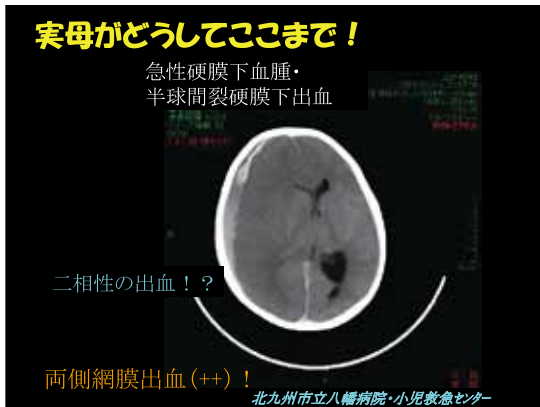 実母がどうしてここまで！
急性硬膜下血腫・
半球間裂硬膜下出血
二相性の出血！？
両側網膜出血(++)！
北九州市立八幡病院・小児救急センター